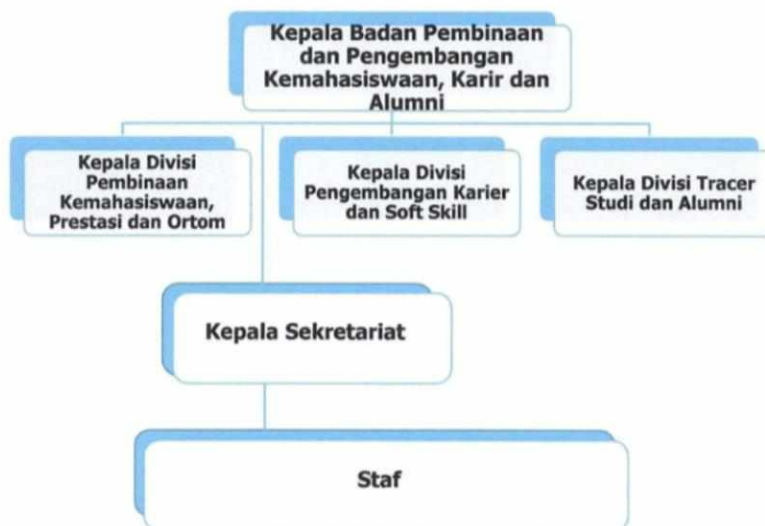 Kepala Badan Pembinaan
dan Pengembangan
Kemahasiswaan, Karir dan
Alumni
Kepala Divisi
Pembinaan
Kemahasiswaan,
Prestasi dan Ortom
Kepala Divisi
Pengembangan Karier
dan Soft Skill
Kepala Divisi Tracer
Studi dan Alumni
Kepala Sekretariat
Staf